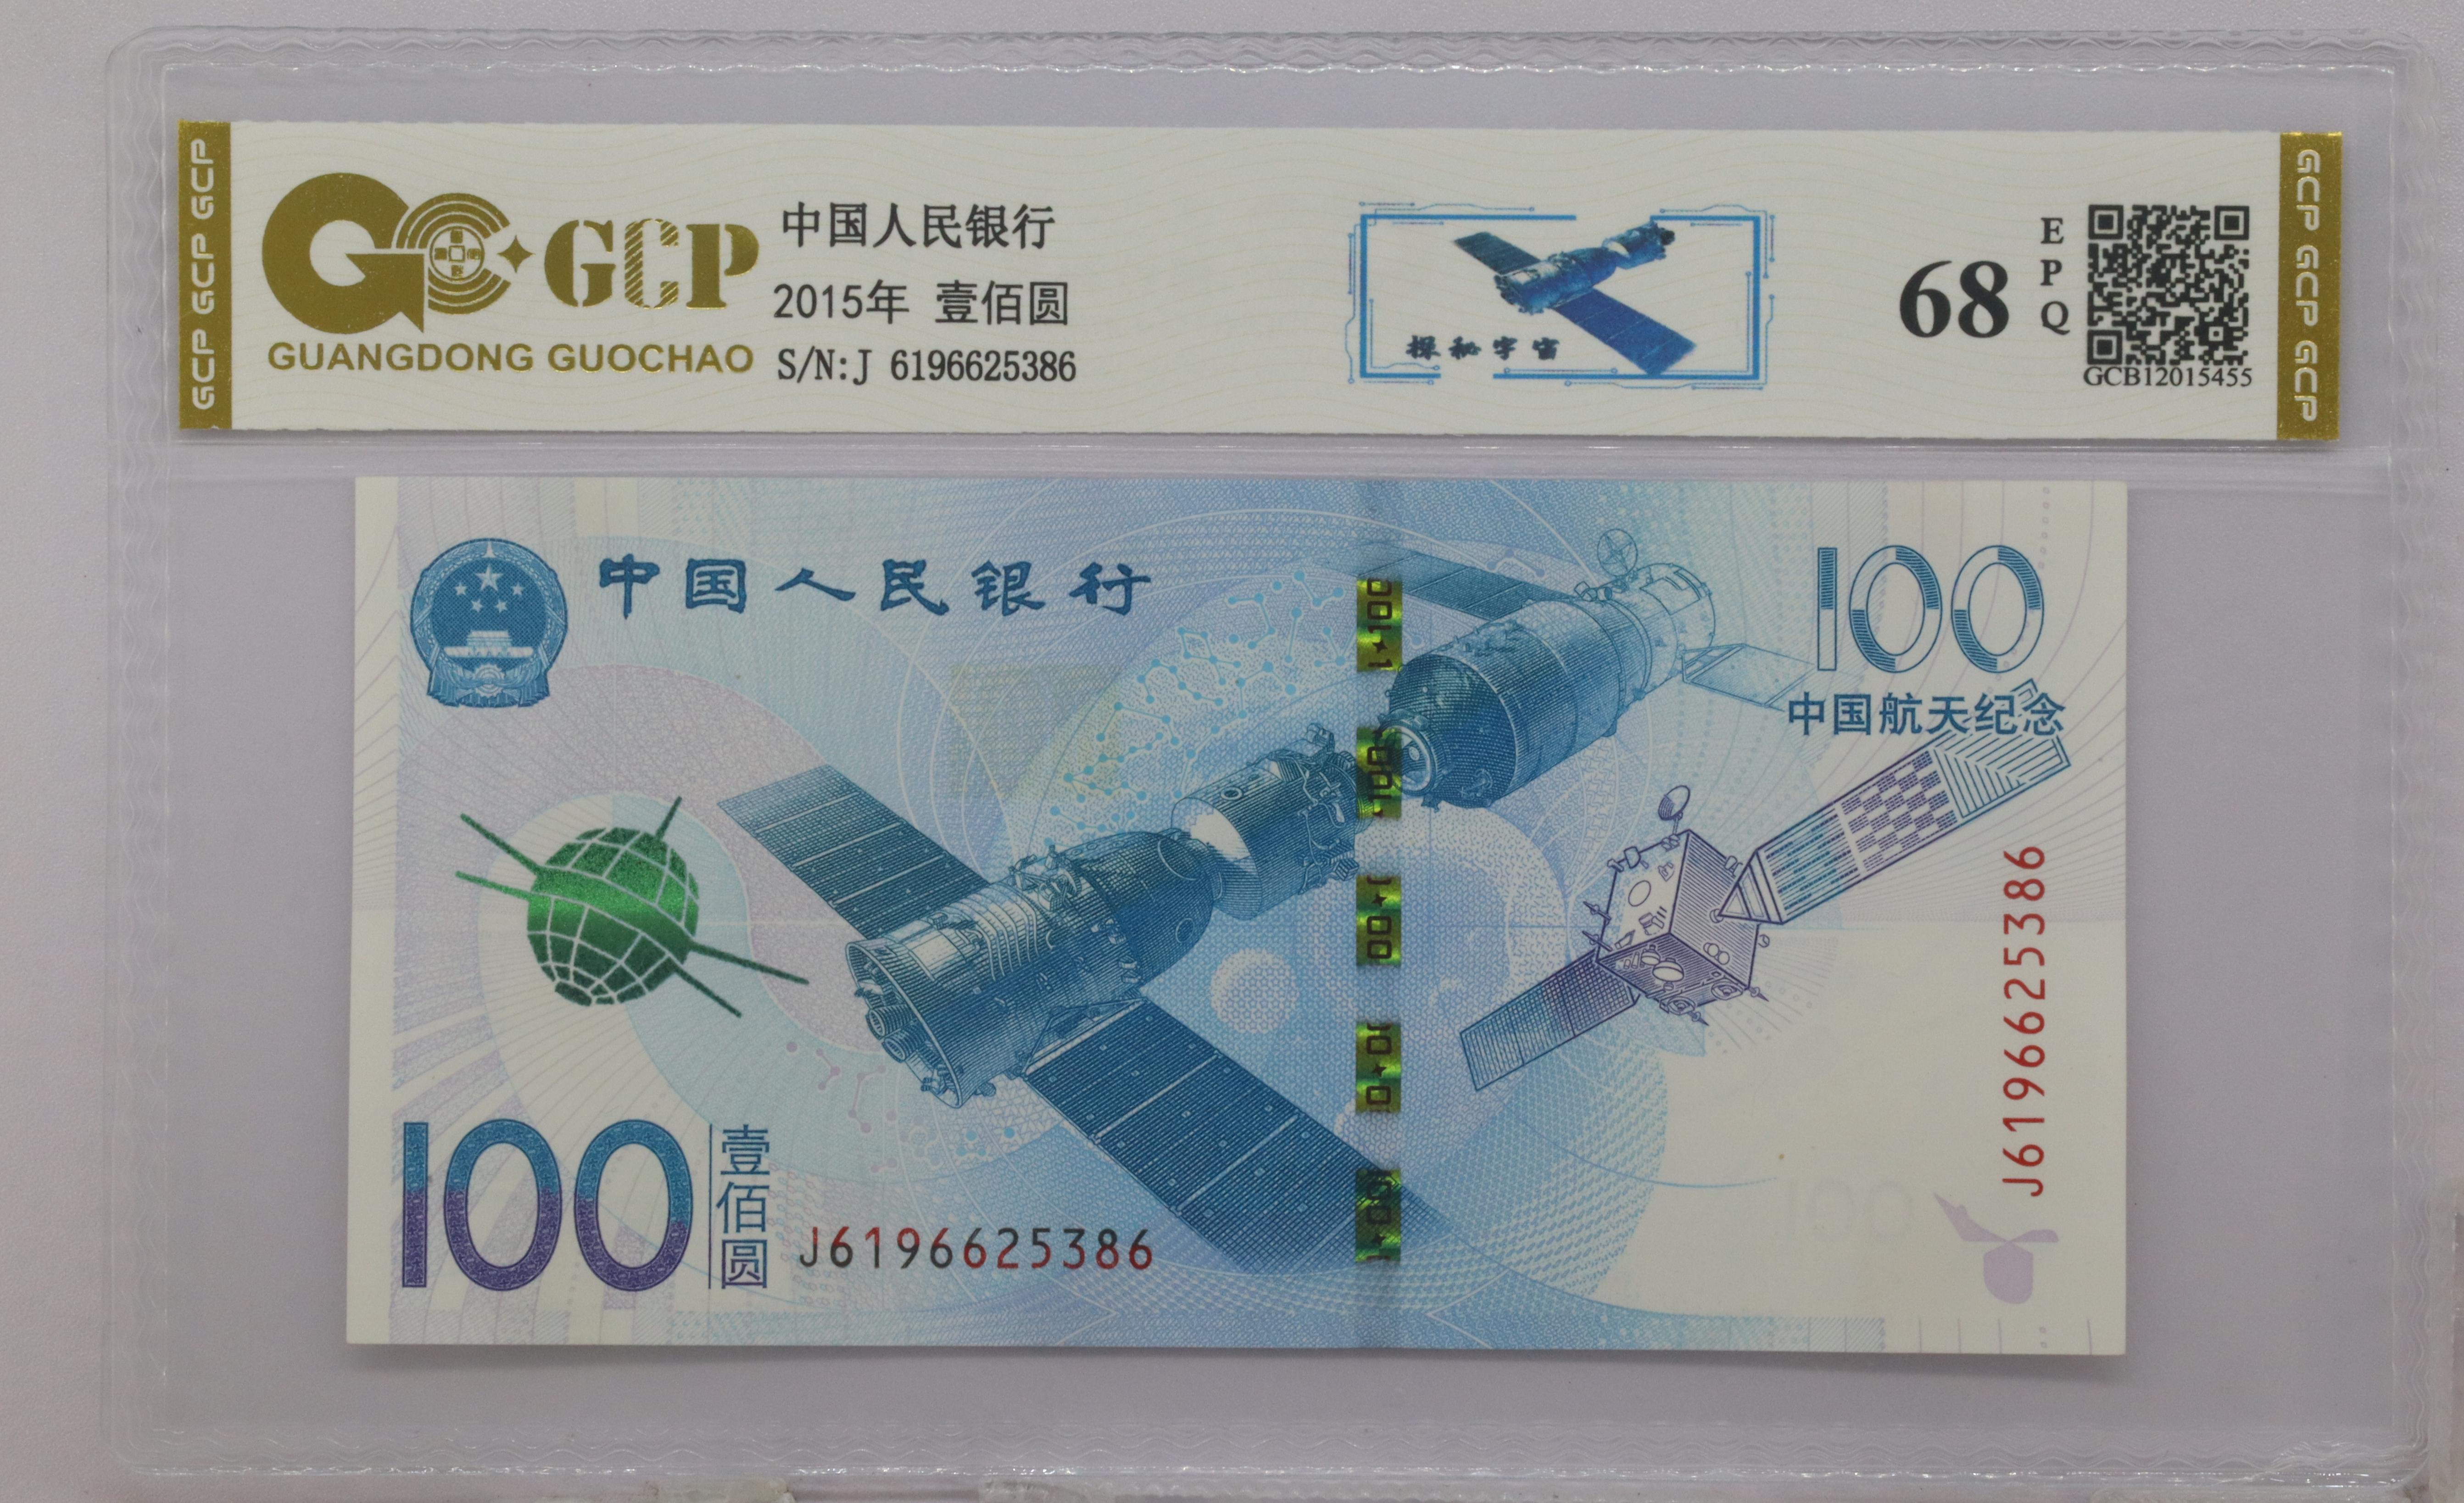 GCP GCP GCP
GCP
GUANGDONG GUOCHAO
中国人民银行
2015年 壹佰圆
S/N:J 6196625386
探秘宇宙
68
EPQ
GCB12015455
GCP GCP GCP
中国人民银行
100
中国航天纪念
J6196625386
100
壹佰圆
J6196625386
100